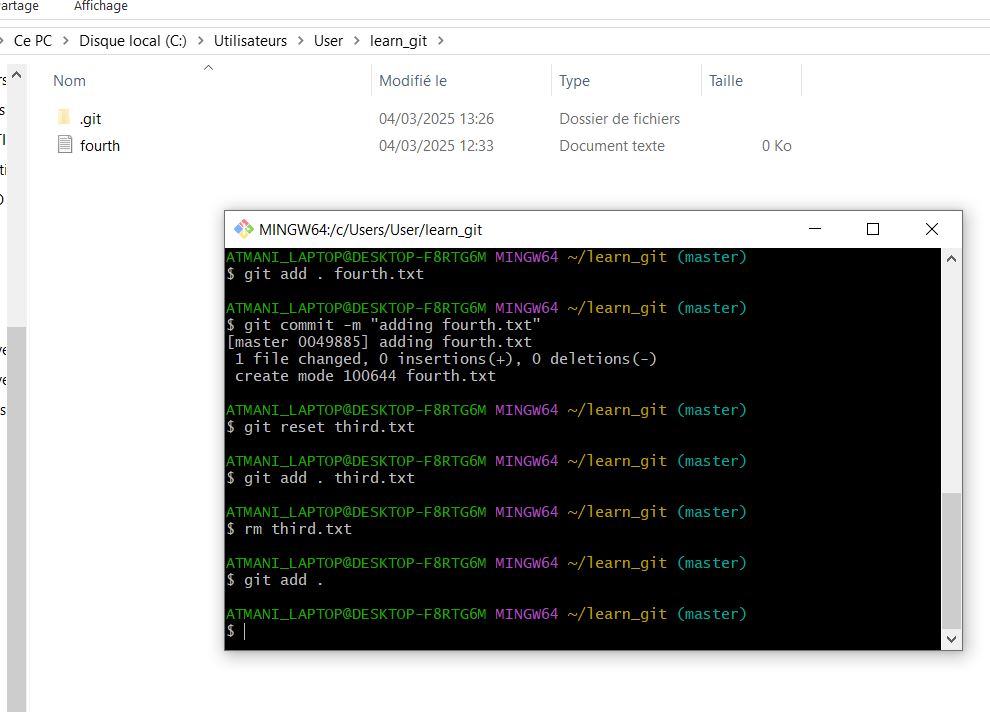 Affichage
Ce PC > Disque local (C:) > Utilisateurs > User > learn_git >
Nom Modifié le Type Taille
.git 04/03/2025 13:26 Dossier de fichiers
fourth 04/03/2025 12:33 Document texte 0 Ko
MINGW64:/c/Users/User/learn_git
ATMANI_LAPTOP@DESKTOP-F8RTG6M MINGW64 ~/learn_git (master)
$ git add . fourth.txt
ATMANI_LAPTOP@DESKTOP-F8RTG6M MINGW64 ~/learn_git (master)
$ git commit -m "adding fourth.txt"
[master 0049885] adding fourth.txt
1 file changed, 0 insertions(+), 0 deletions(-)
create mode 100644 fourth.txt
ATMANI_LAPTOP@DESKTOP-F8RTG6M MINGW64 ~/learn_git (master)
$ git reset third.txt
ATMANI_LAPTOP@DESKTOP-F8RTG6M MINGW64 ~/learn_git (master)
$ git add . third.txt
ATMANI_LAPTOP@DESKTOP-F8RTG6M MINGW64 ~/learn_git (master)
$ rm third.txt
ATMANI_LAPTOP@DESKTOP-F8RTG6M MINGW64 ~/learn_git (master)
$ git add .
ATMANI_LAPTOP@DESKTOP-F8RTG6M MINGW64 ~/learn_git (master)
$